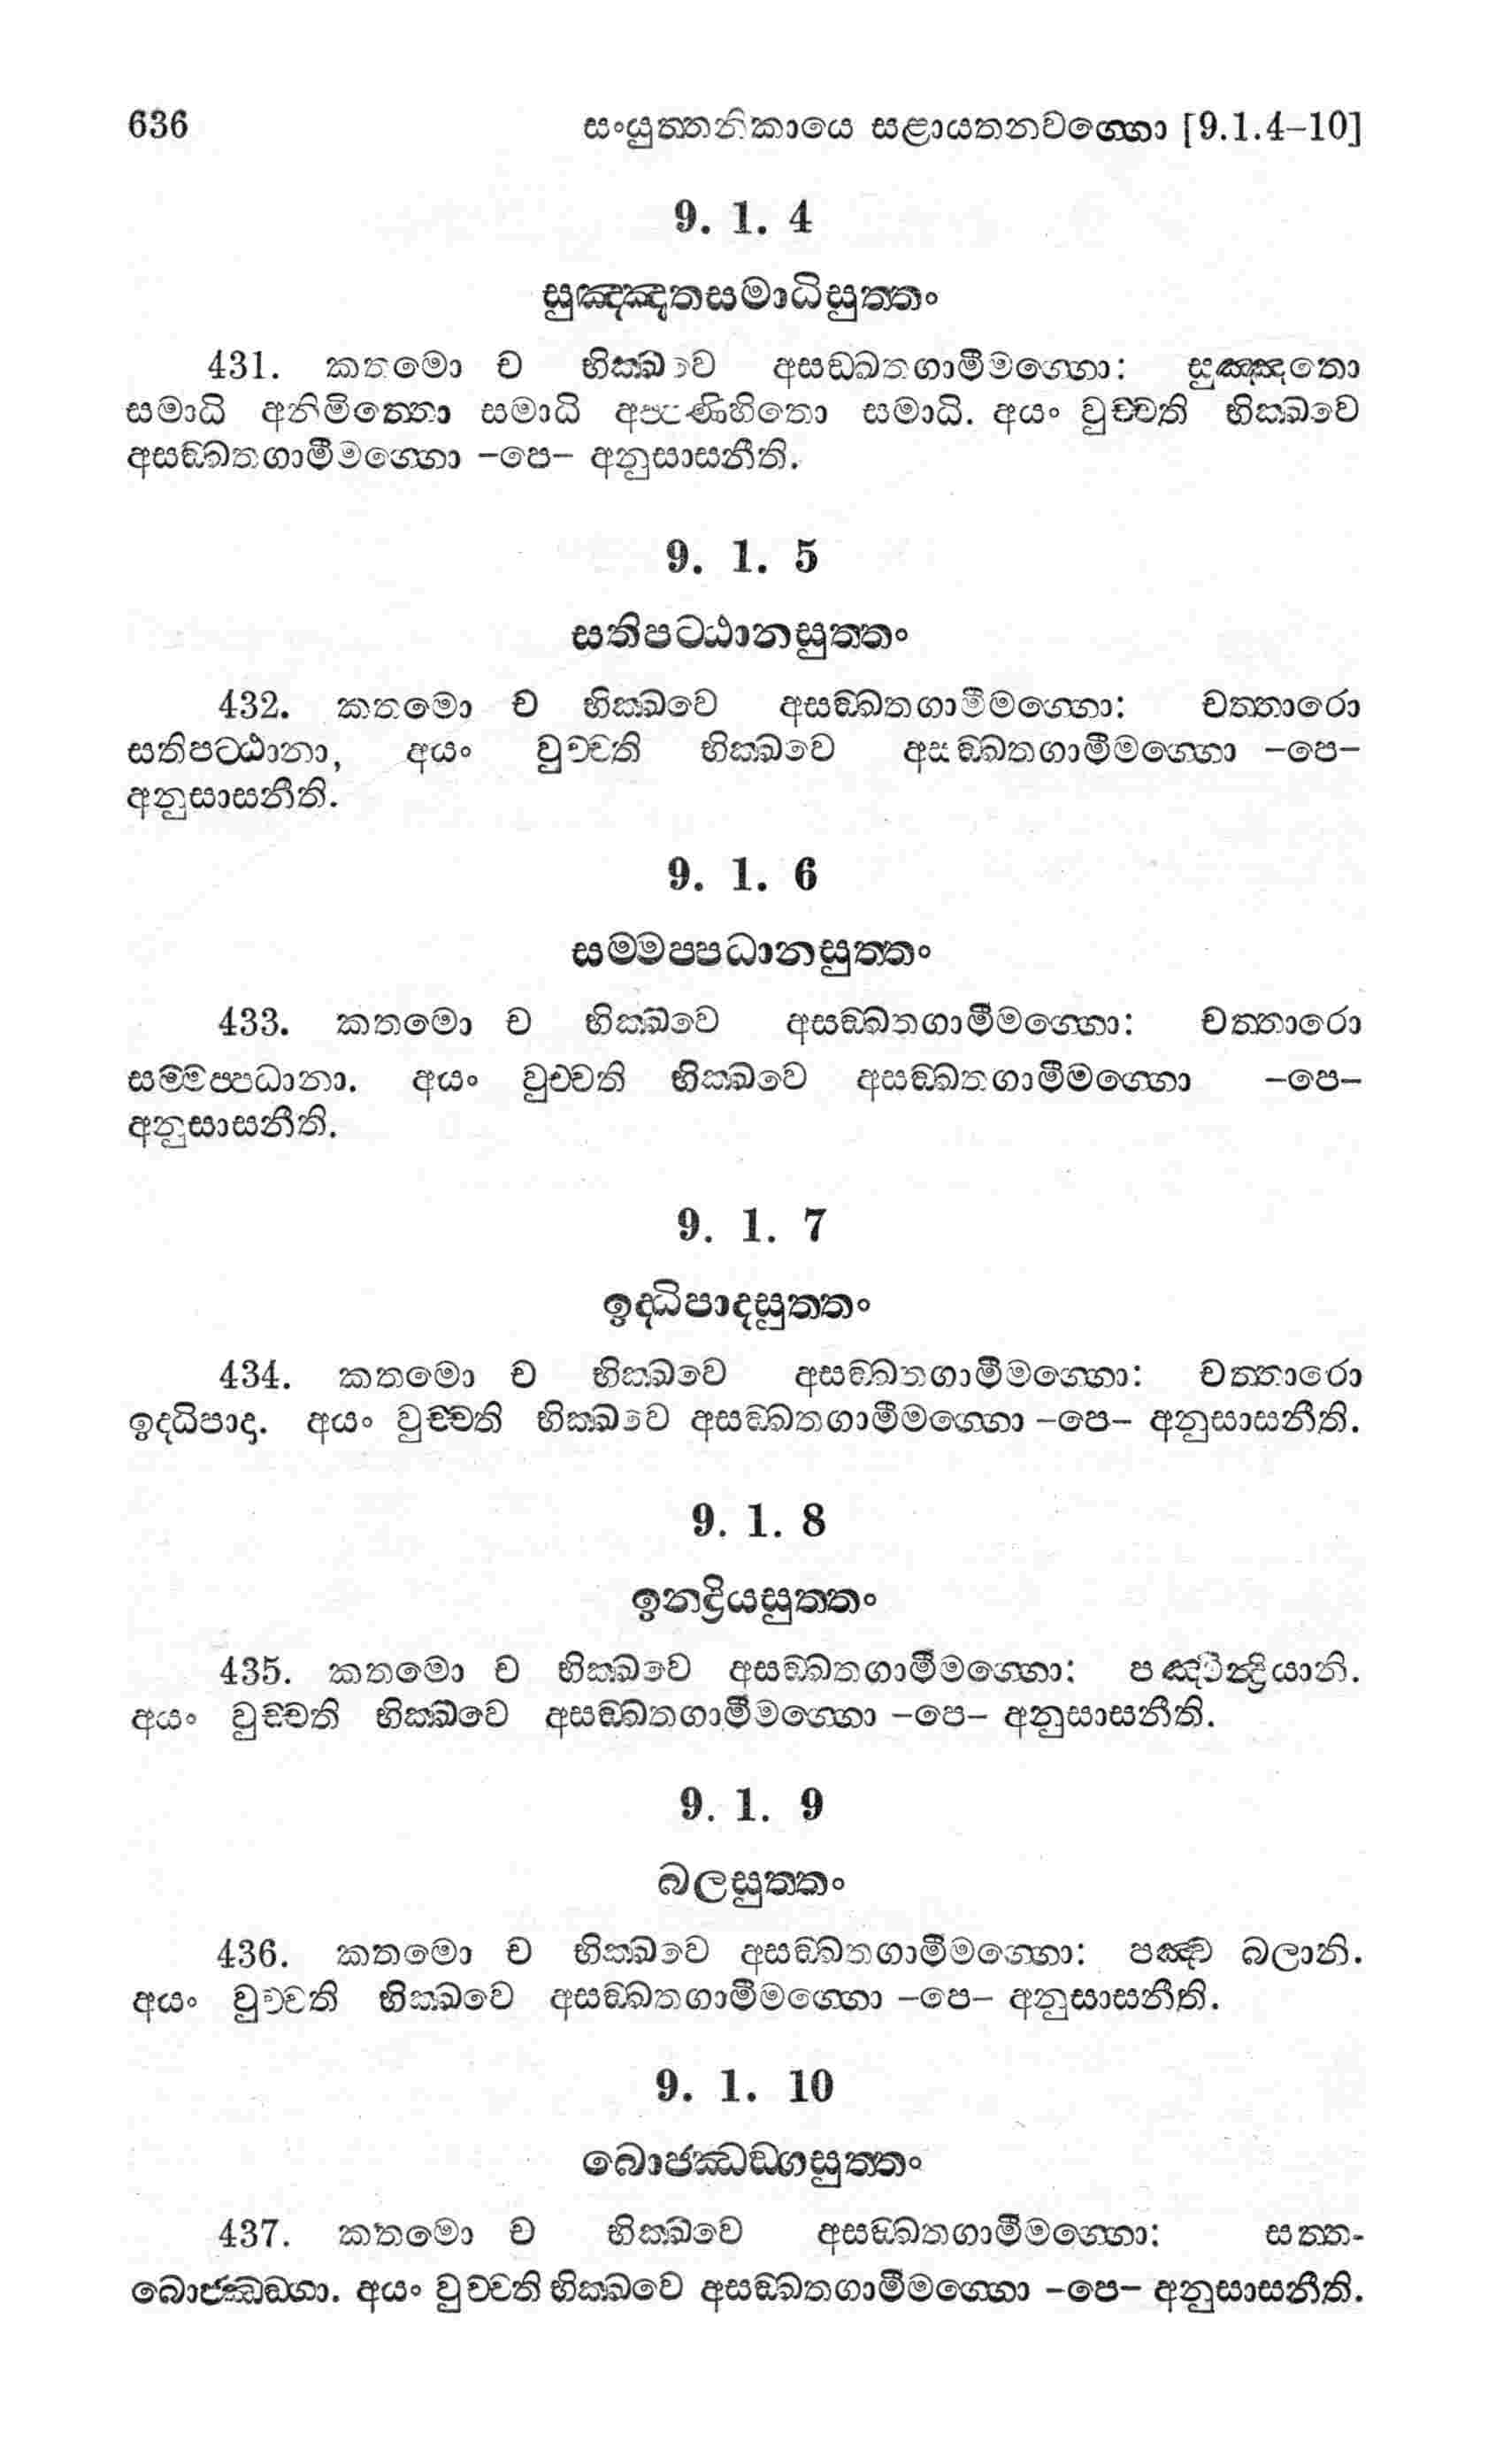 636 සංයුත්තනිකායෙ සළායතනවග්ගො [9.1.4–10]
9. 1. 4
සුඤ්ඤතසමාධිසුත්තං
431. කතමො ච භික්ඛවෙ අසඞ්ඛතගාමීමග්ගො: සුඤ්ඤතො
සමාධි අනිමිත්තො සමාධි අප්පණිහිතො සමාධි. අයං වුච්චති භික්ඛවෙ
අසඞ්ඛතගාමීමග්ගො –පෙ– අනුසාසනීති.
9. 1. 5
සතිපට්ඨානසුත්තං
432. කතමො ච භික්ඛවෙ අසඞ්ඛතගාමීමග්ගො: චත්තාරො
සතිපට්ඨානා, අයං වුච්චති භික්ඛවෙ අසඞ්ඛතගාමීමග්ගො –පෙ–
අනුසාසනීති.
9. 1. 6
සම්මප්පධානසුත්තං
433. කතමො ච භික්ඛවෙ අසඞ්ඛතගාමීමග්ගො: චත්තාරො
සම්මප්පධානා. අයං වුච්චති භික්ඛවෙ අසඞ්ඛතගාමීමග්ගො –පෙ–
අනුසාසනීති.
9. 1. 7
ඉද්ධිපාදසුත්තං
434. කතමො ච භික්ඛවෙ අසඞ්ඛතගාමීමග්ගො: චත්තාරො
ඉද්ධිපාදා. අයං වුච්චති භික්ඛවෙ අසඞ්ඛතගාමීමග්ගො –පෙ– අනුසාසනීති.
9. 1. 8
ඉන්ද්‍රියසුත්තං
435. කතමො ච භික්ඛවෙ අසඞ්ඛතගාමීමග්ගො: පඤ්චින්ද්‍රියානි.
අයං වුච්චති භික්ඛවෙ අසඞ්ඛතගාමීමග්ගො –පෙ– අනුසාසනීති.
9. 1. 9
බලසුත්තං
436. කතමො ච භික්ඛවෙ අසඞ්ඛතගාමීමග්ගො: පඤ්ච බලානි.
අයං වුච්චති භික්ඛවෙ අසඞ්ඛතගාමීමග්ගො –පෙ– අනුසාසනීති.
9. 1. 10
බොජ්ඣඞ්ගසුත්තං
437. කතමො ච භික්ඛවෙ අසඞ්ඛතගාමීමග්ගො: සත්ත-
බොජ්ඣඞ්ගා. අයං වුච්චති භික්ඛවෙ අසඞ්ඛතගාමීමග්ගො –පෙ– අනුසාසනීති.